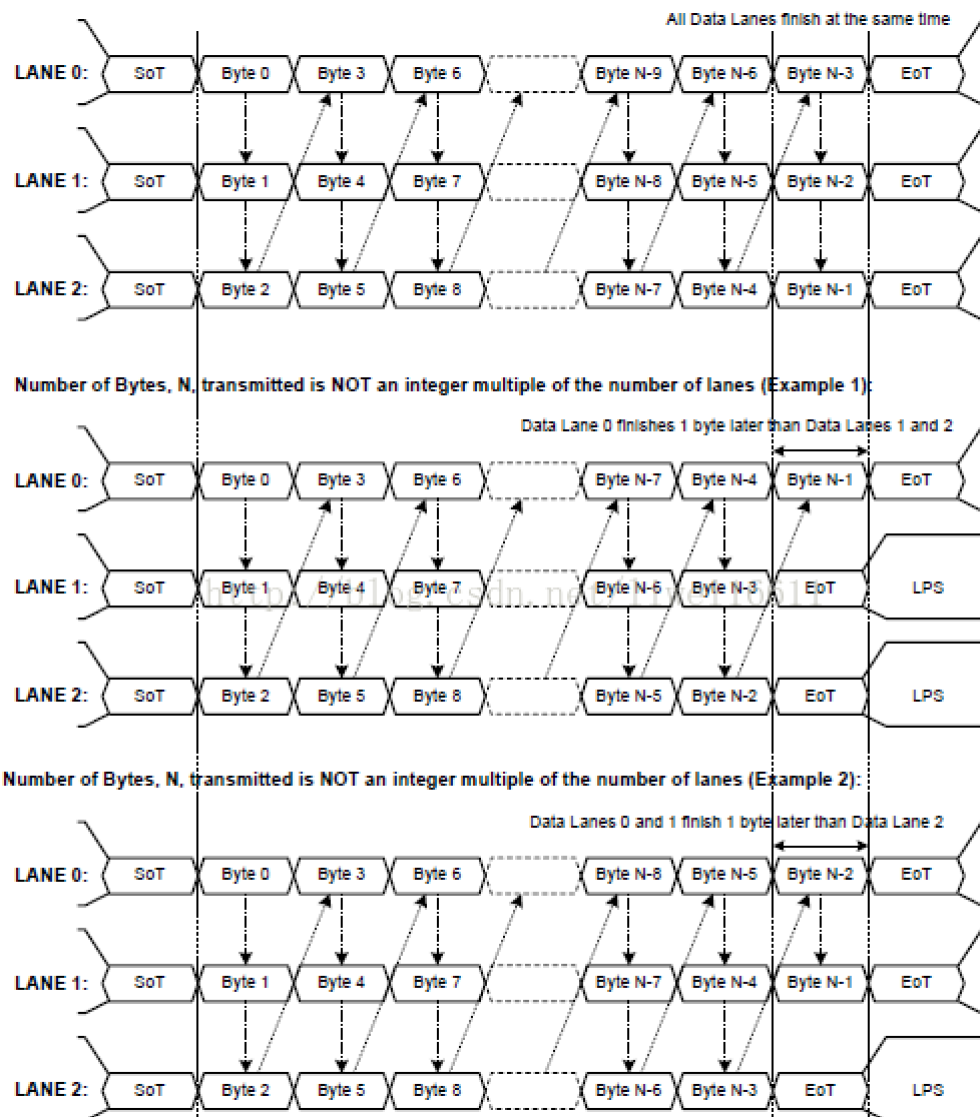 All Data Lanes finish at the same time
LANE 0: SoT Byte 0 Byte 3 Byte 6 Byte N-9 Byte N-6 Byte N-3 EoT
LANE 1: SoT Byte 1 Byte 4 Byte 7 Byte N-8 Byte N-5 Byte N-2 EoT
LANE 2: SoT Byte 2 Byte 5 Byte 8 Byte N-7 Byte N-4 Byte N-1 EoT
Number of Bytes, N, transmitted is NOT an integer multiple of the number of lanes (Example 1):
Data Lane 0 finishes 1 byte later than Data Lanes 1 and 2
LANE 0: SoT Byte 0 Byte 3 Byte 6 Byte N-7 Byte N-4 Byte N-1 EoT
LANE 1: SoT Byte 1 Byte 4 Byte 7 Byte N-6 Byte N-3 EoT LPS
LANE 2: SoT Byte 2 Byte 5 Byte 8 Byte N-5 Byte N-2 EoT LPS
Number of Bytes, N, transmitted is NOT an integer multiple of the number of lanes (Example 2):
Data Lanes 0 and 1 finish 1 byte later than Data Lane 2
LANE 0: SoT Byte 0 Byte 3 Byte 6 Byte N-8 Byte N-5 Byte N-2 EoT
LANE 1: SoT Byte 1 Byte 4 Byte 7 Byte N-7 Byte N-4 Byte N-1 EoT
LANE 2: SoT Byte 2 Byte 5 Byte 8 Byte N-6 Byte N-3 EoT LPS